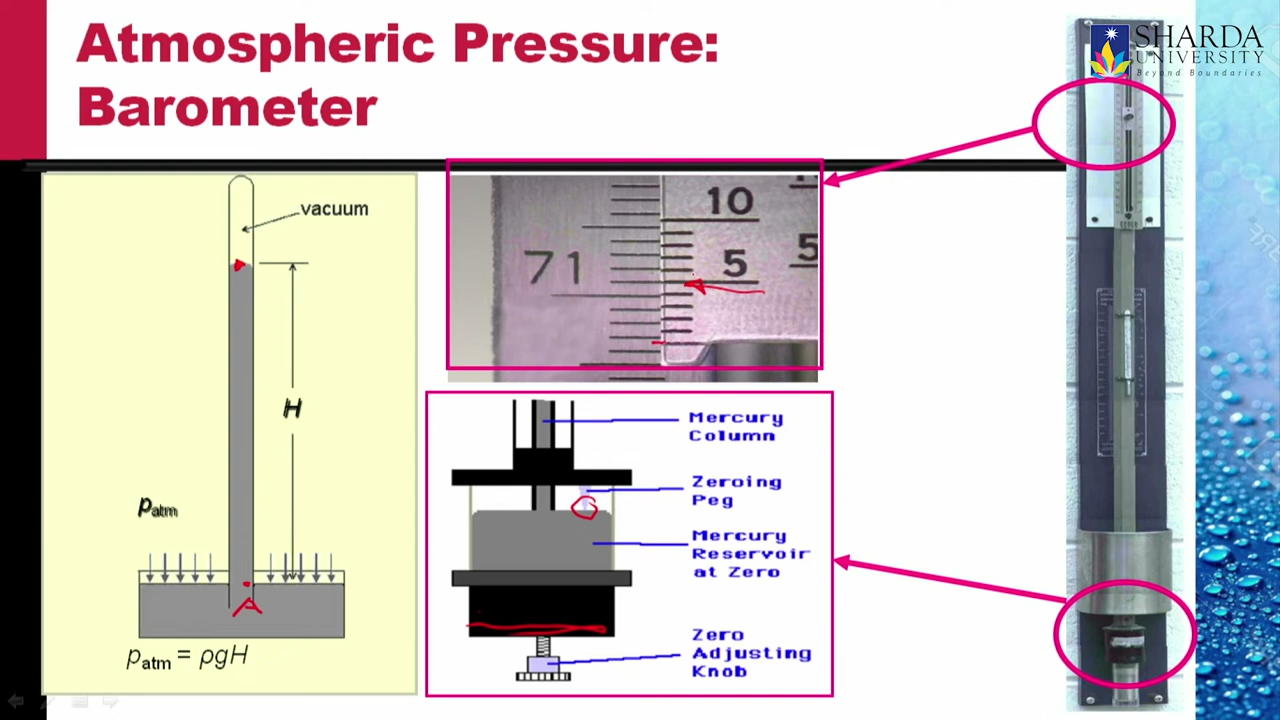 Atmospheric Pressure:
Barometer
SHARDA
UNIVERSITY
Beyond Boundaries
vacuum
H
patm
patm = ρgH
71
10
5
5
Mercury
Column
Zeroing
Peg
Mercury
Reservoir
at Zero
Zero
Adjusting
Knob
A